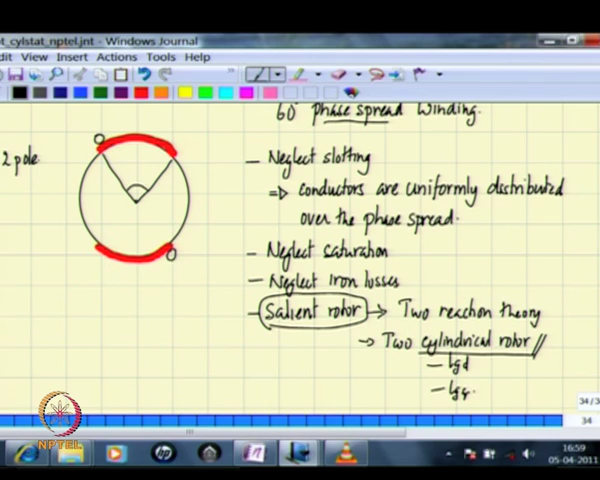 t_cylstat_nptel.jnt - Windows Journal
dit View Insert Actions Tools Help
60° phase spread winding.
2 pole
- Neglect slotting
⇒ conductors are uniformly distributed
over the phase spread.
- Neglect saturation
- Neglect iron losses
- Salient rotor → Two reaction theory
→ Two cylindrical rotor //
- lgd
- lgq.
34 / 3
34
NPTEL
16:59
05-04-2011